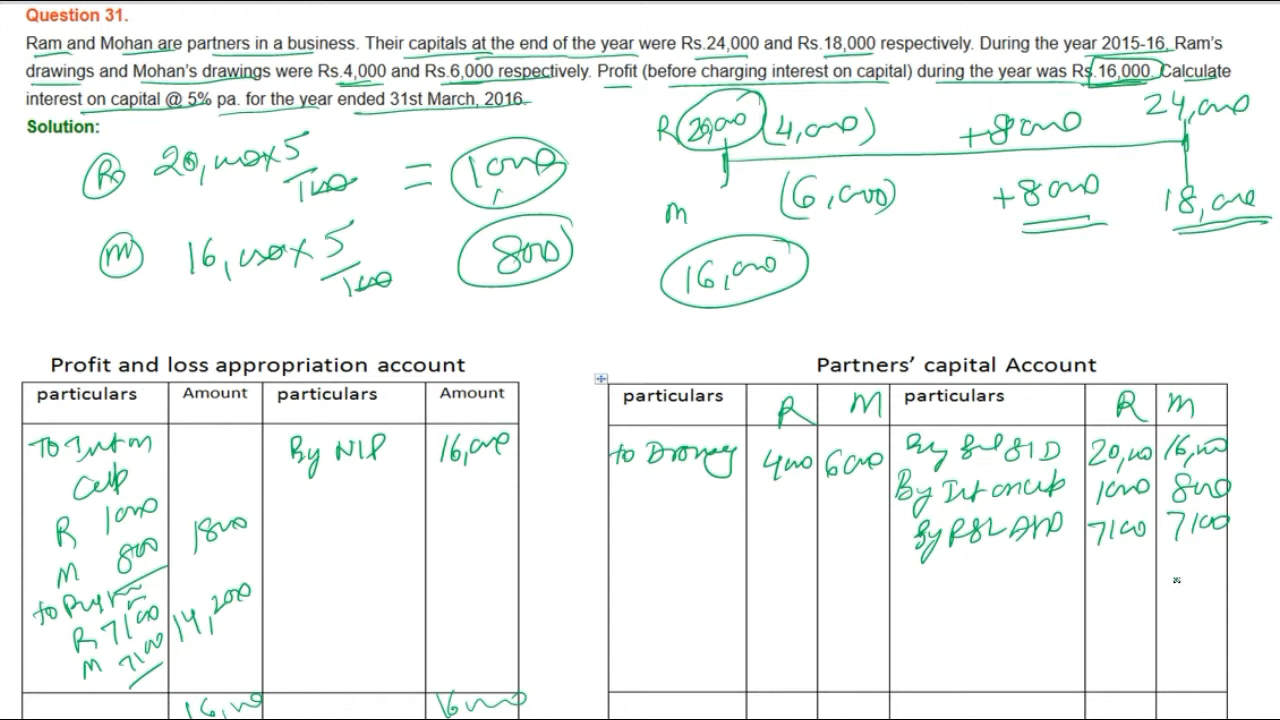 Question 31.
Ram and Mohan are partners in a business. Their capitals at the end of the year were Rs.24,000 and Rs.18,000 respectively. During the year 2015-16, Ram's
drawings and Mohan's drawings were Rs.4,000 and Rs.6,000 respectively. Profit (before charging interest on capital) during the year was Rs.16,000. Calculate
interest on capital @ 5% pa. for the year ended 31st March, 2016.
Solution:
R 20,000 (4,000) +8000 24,000
R 20,000 x 5/100 = 1000
M (6,000) +8000 18,000
M 16,000 x 5/100 800
16,000
Profit and loss appropriation account
particulars Amount particulars Amount
To Int on By N/P 16,000
Cap
R 1000 1800
M 800
to
R 7100 14,200
M 7100
16,000 16000
Partners' capital Account
particulars R M particulars R M
to 4000 6000 By 20,000 16,000
By Int on cap 1000 800
By P&L 7100 7100